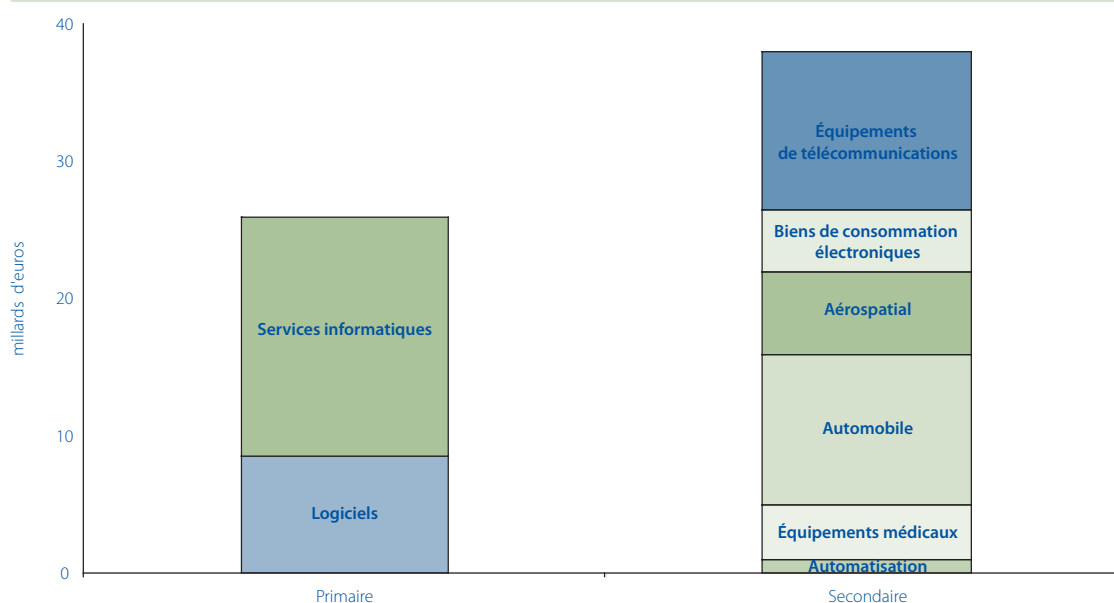 40
30
20
10
0
millards d'euros
Services informatiques
Logiciels
Primaire
Équipements
de télécommunications
Biens de consommation
électroniques
Aérospatial
Automobile
Équipements médicaux
Automatisation
Secondaire